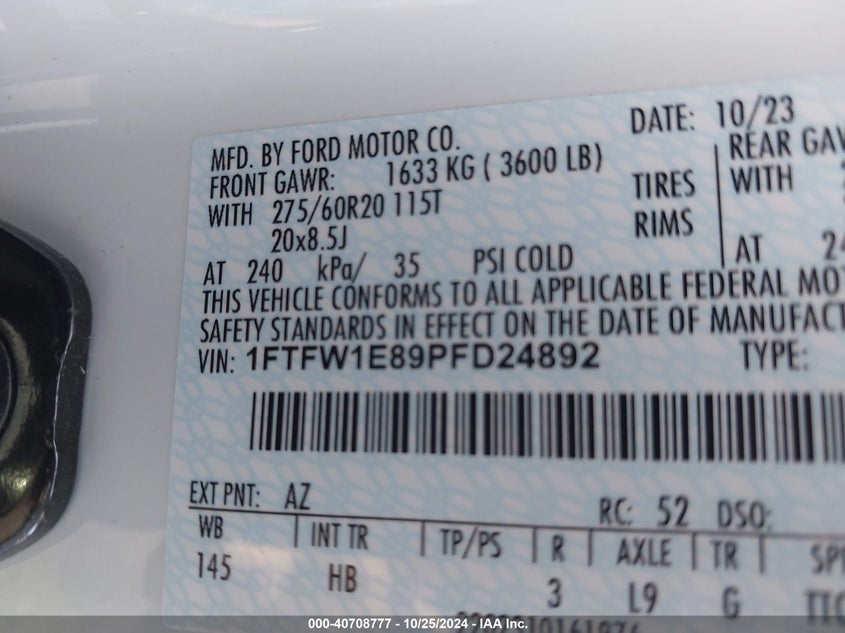 MFD. BY FORD MOTOR CO.
DATE: 10/23
FRONT GAWR: 1633 KG ( 3600 LB)
REAR
WITH 275/60R20 115T
TIRES
WITH
20x8.5J
RIMS
AT 240 kPa/ 35 PSI COLD
AT
THIS VEHICLE CONFORMS TO ALL APPLICABLE FEDERAL
SAFETY STANDARDS IN EFFECT ON THE DATE OF
VIN: 1FTFW1E89PFD24892
TYPE:
EXT PNT: AZ
RC: 52 DSO:
WB INT TR TP/PS R AXLE TR
145 HB 3 L9 G
000-40708777 - 10/25/2024 - IAA Inc.